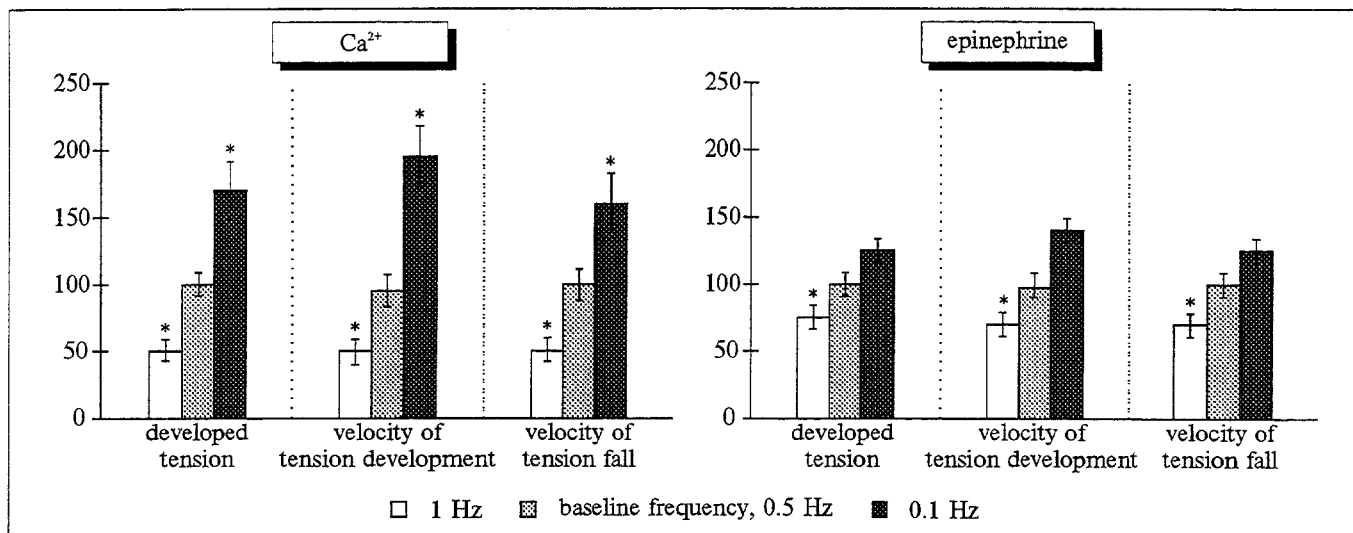 Ca²⁺
epinephrine
250
200
150
100
50
0
*
*
*
*
*
*
developed
tension
velocity of
tension development
velocity of
tension fall
250
200
150
100
50
0
*
*
*
developed
tension
velocity of
tension development
velocity of
tension fall
1 Hz
baseline frequency, 0.5 Hz
0.1 Hz